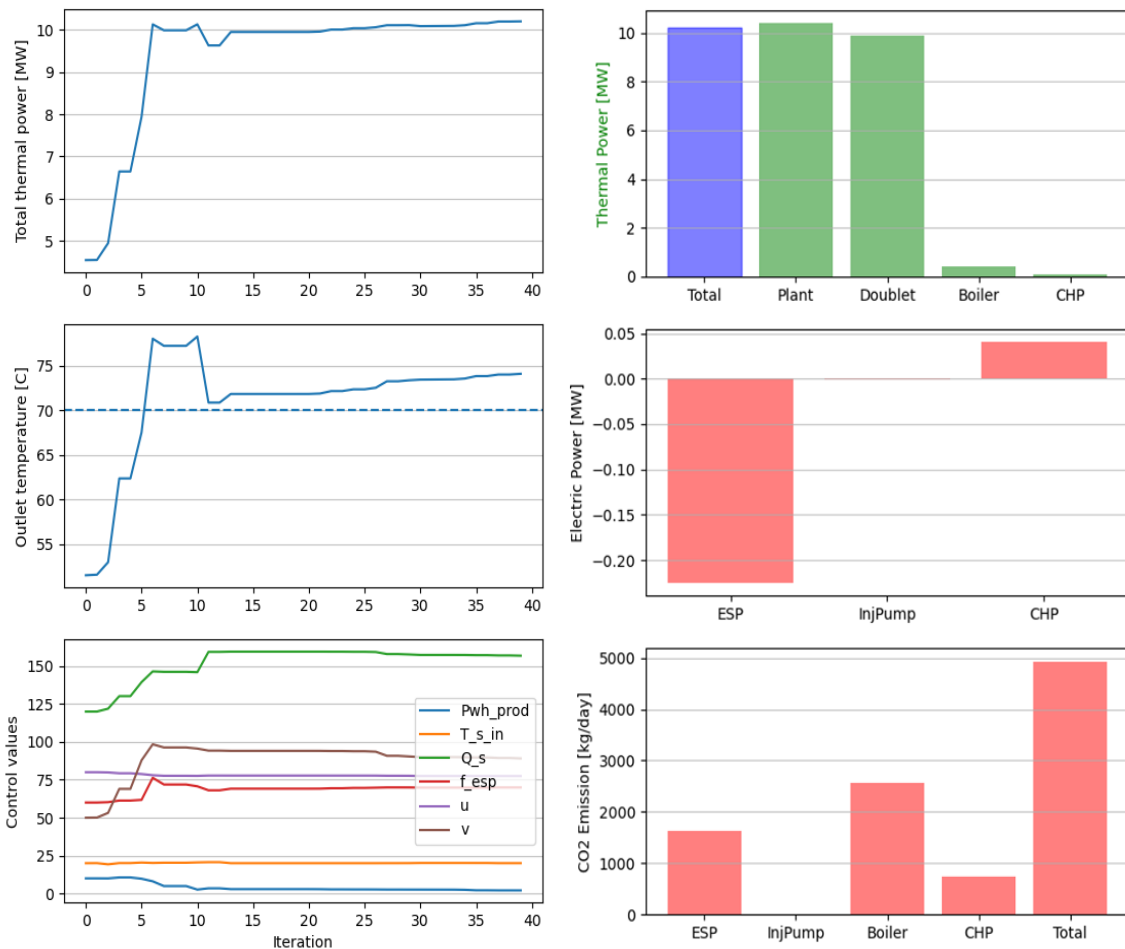 Total thermal power [MW]
10
9
8
7
6
5
0 5 10 15 20 25 30 35 40
Thermal Power [MW]
10
8
6
4
2
0
Total Plant Doublet Boiler CHP
Outlet temperature [C]
75
70
65
60
55
0 5 10 15 20 25 30 35 40
Electric Power [MW]
0.05
0.00
−0.05
−0.10
−0.15
−0.20
ESP InjPump CHP
Control values
150
125
100
75
50
25
0
Pwh_prod
T_s_in
Q_s
f_esp
u
v
0 5 10 15 20 25 30 35 40
Iteration
CO2 Emission [kg/day]
5000
4000
3000
2000
1000
0
ESP InjPump Boiler CHP Total